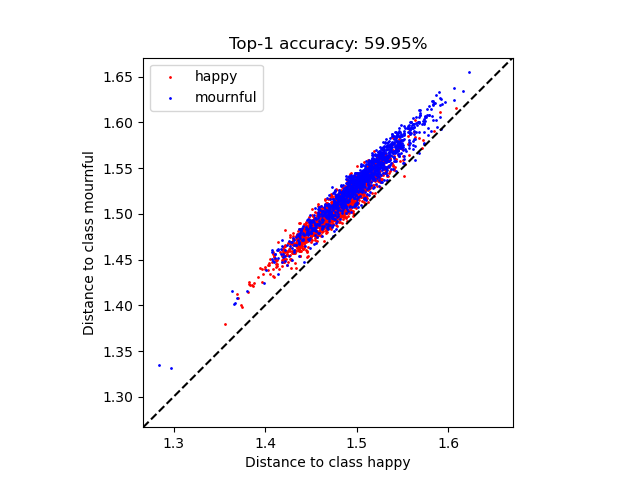 Top-1 accuracy: 59.95%
happy
mournful
Distance to class mournful
1.65
1.60
1.55
1.50
1.45
1.40
1.35
1.30
1.3 1.4 1.5 1.6
Distance to class happy